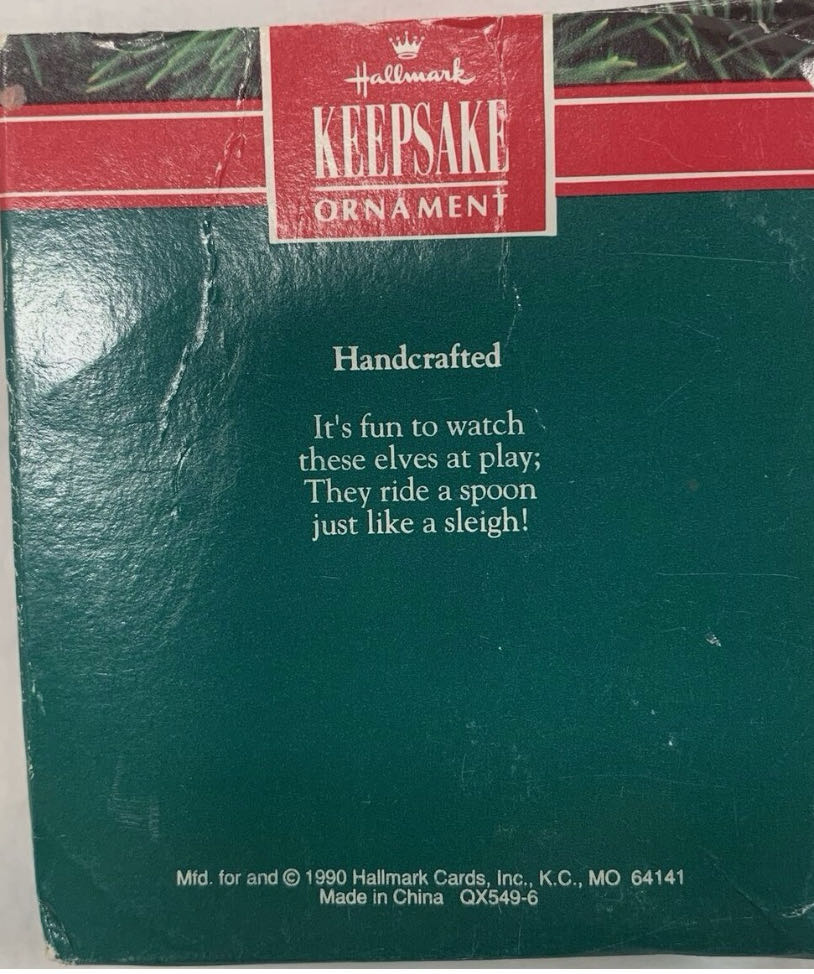 Hallmark
KEEPSAKE
ORNAMENT
Handcrafted
It's fun to watch
these elves at play;
They ride a spoon
just like a sleigh!
Mfd. for and © 1990 Hallmark Cards, Inc., K.C., MO 64141
Made in China QX549-6